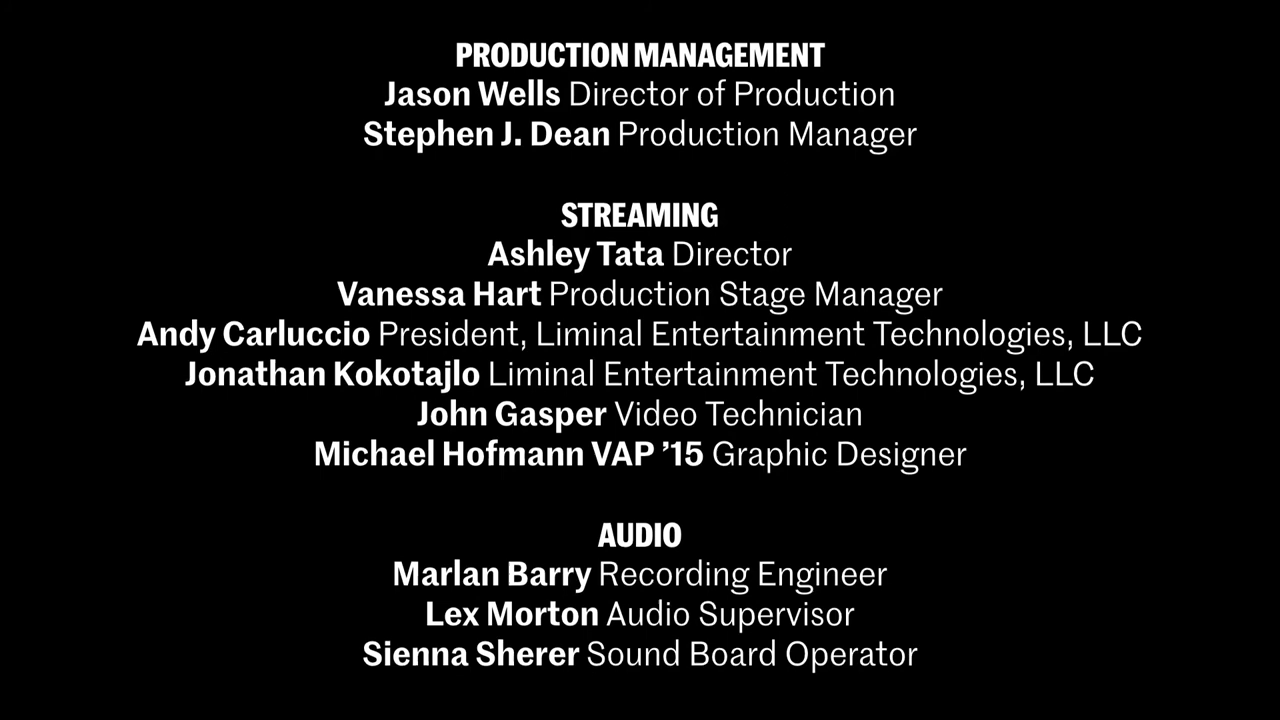 PRODUCTION MANAGEMENT
Jason Wells Director of Production
Stephen J. Dean Production Manager
STREAMING
Ashley Tata Director
Vanessa Hart Production Stage Manager
Andy Carluccio President, Liminal Entertainment Technologies, LLC
Jonathan Kokotajlo Liminal Entertainment Technologies, LLC
John Gasper Video Technician
Michael Hofmann VAP ’15 Graphic Designer
AUDIO
Marlan Barry Recording Engineer
Lex Morton Audio Supervisor
Sienna Sherer Sound Board Operator